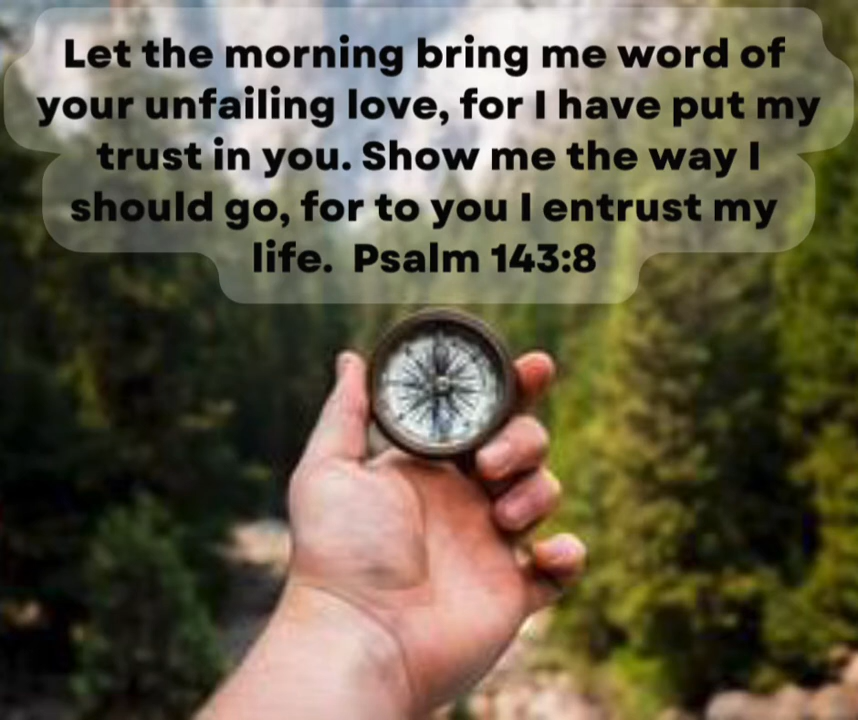 Let the morning bring me word of
your unfailing love, for I have put my
trust in you. Show me the way I
should go, for to you I entrust my
life.  Psalm 143:8